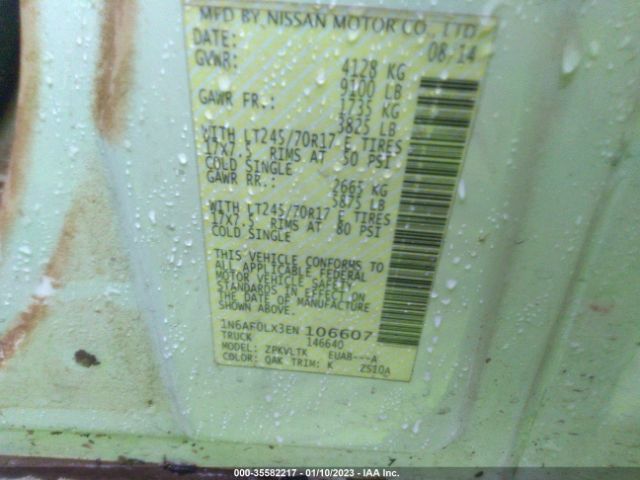 MFD BY NISSAN MOTOR CO., LTD.
DATE: 08 14
GVWR: 4128 KG
9100 LB
GAWR FR.: 1735 KG
3825 LB
WITH LT245/70R17 E TIRES
17X7.5 RIMS AT 50 PSI
COLD SINGLE
GAWR RR.: 2665 KG
5875 LB
WITH LT245/70R17 E TIRES
17X7.5 RIMS AT 80 PSI
COLD SINGLE
THIS VEHICLE CONFORMS TO
ALL APPLICABLE FEDERAL
MOTOR VEHICLE SAFETY
STANDARDS IN EFFECT ON
THE DATE OF MANUFACTURE
SHOWN ABOVE.
1N6AF0LX3EN 106607
TRUCK 146640
MODEL: ZPKVLTK EUAB---A
COLOR: QAK TRIM: K ZS10A
000-35582217 - 01/10/2023 - IAA Inc.